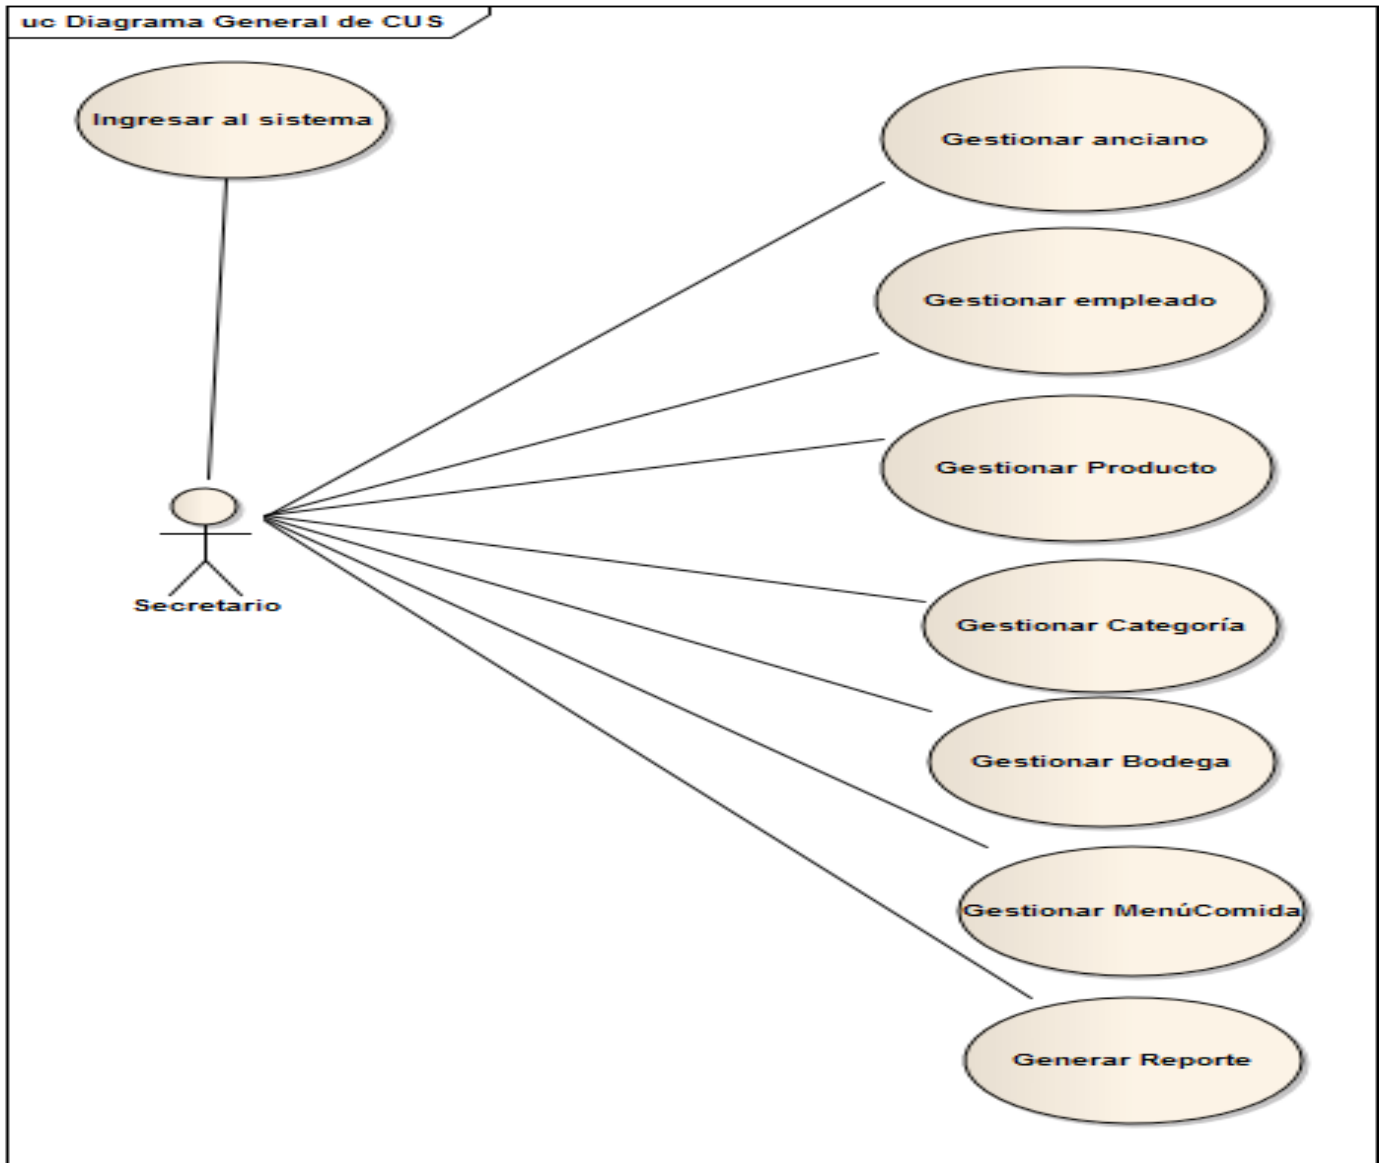 uc Diagrama General de CUS
Ingresar al sistema
Gestionar anciano
Gestionar empleado
Gestionar Producto
Secretario
Gestionar Categoría
Gestionar Bodega
Gestionar MenúComida
Generar Reporte